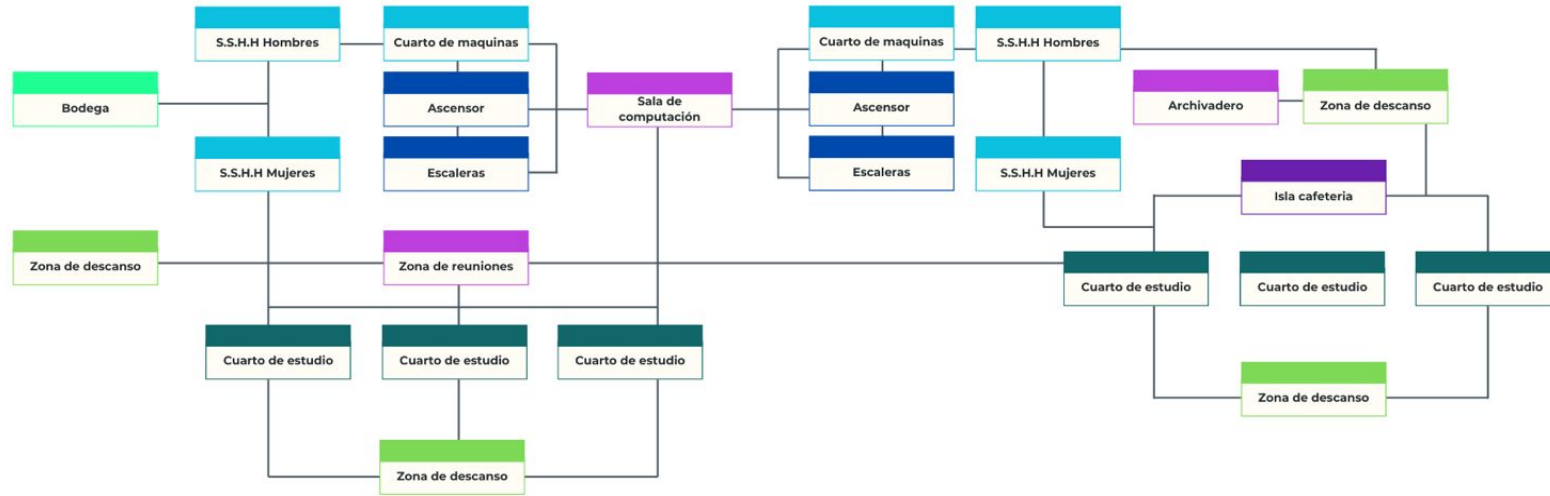 S.S.H.H Hombres
Cuarto de maquinas
Cuarto de maquinas
S.S.H.H Hombres
Bodega
Ascensor
Sala de
computación
Ascensor
Archivadero
Zona de descanso
S.S.H.H Mujeres
Escaleras
Escaleras
S.S.H.H Mujeres
Isla cafeteria
Zona de descanso
Zona de reuniones
Cuarto de estudio
Cuarto de estudio
Cuarto de estudio
Cuarto de estudio
Cuarto de estudio
Cuarto de estudio
Zona de descanso
Zona de descanso